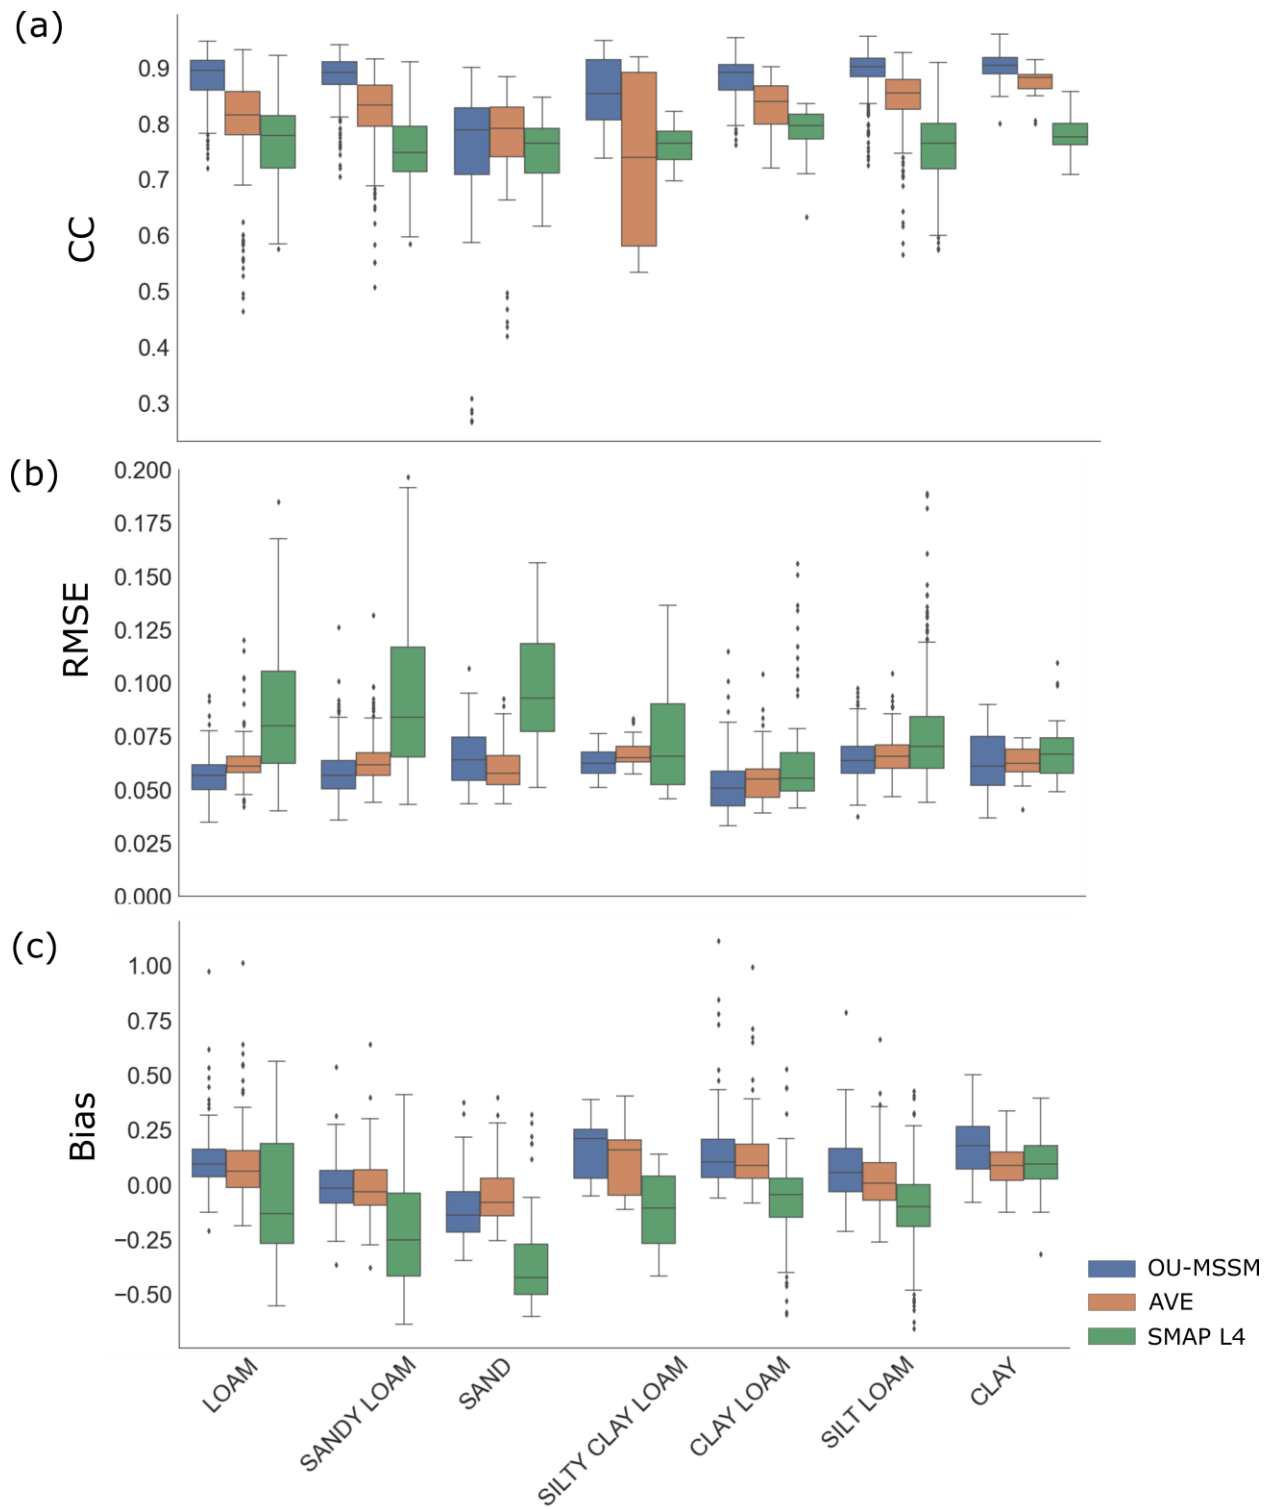 (a)
CC
0.9
0.8
0.7
0.6
0.5
0.4
0.3
(b)
RMSE
0.200
0.175
0.150
0.125
0.100
0.075
0.050
0.025
0.000
(c)
Bias
1.00
0.75
0.50
0.25
0.00
−0.25
−0.50
OU-MSSM
AVE
SMAP L4
LOAM
SANDY LOAM
SAND
SILTY CLAY LOAM
CLAY LOAM
SILT LOAM
CLAY